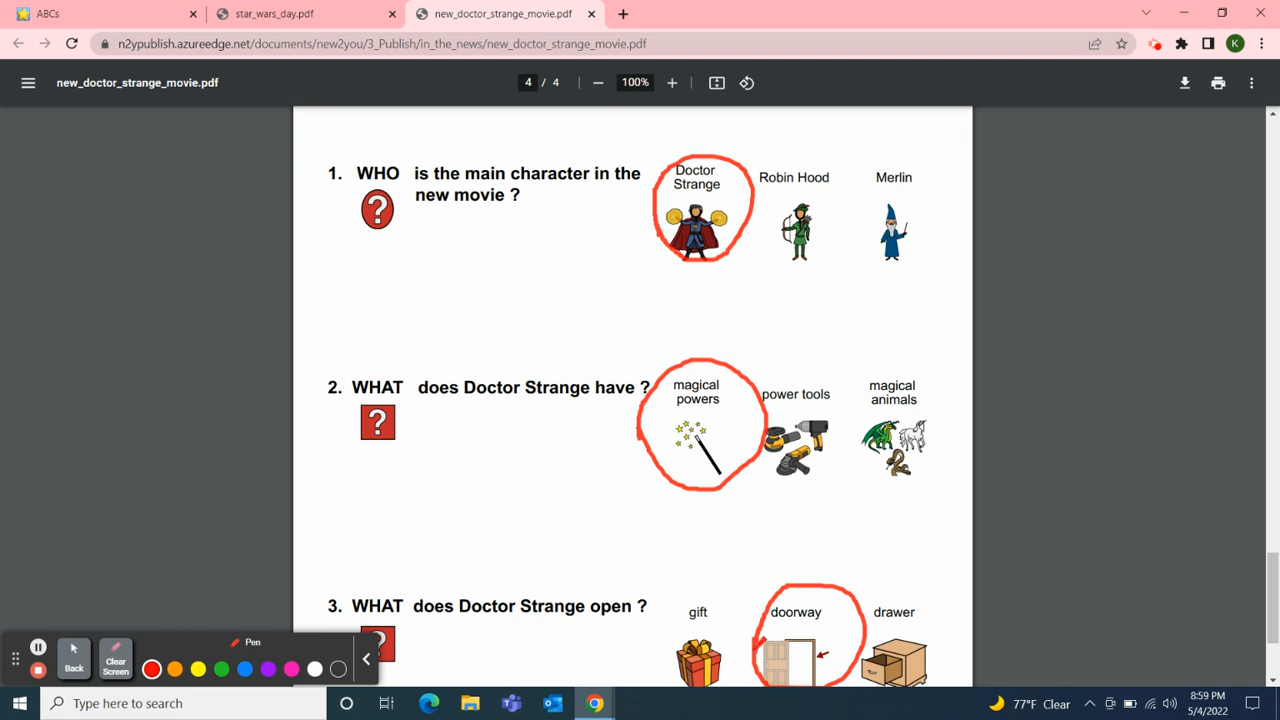 ABCs
star_wars_day.pdf
new_doctor_strange_movie.pdf
n2ypublish.azureedge.net/documents/new2you/3_Publish/in_the_news/new_doctor_strange_movie.pdf
K
new_doctor_strange_movie.pdf
4 / 4
100%
1. WHO is the main character in the
new movie ?
?
Doctor
Strange
Robin Hood
Merlin
2. WHAT does Doctor Strange have ?
?
magical
powers
power tools
magical
animals
3. WHAT does Doctor Strange open ?
?
gift
doorway
drawer
Pen
Back
Clear
Screen
Type here to search
77°F Clear
8:59 PM
5/4/2022